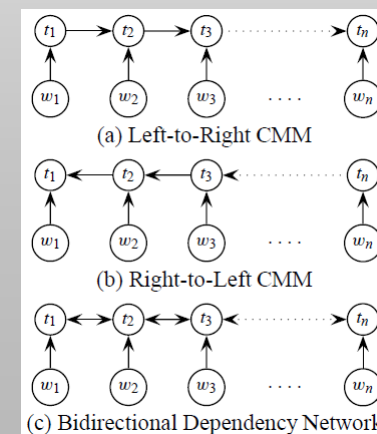 t1 t2 t3 tn
w1 w2 w3 .... wn
(a) Left-to-Right CMM
t1 t2 t3 tn
w1 w2 w3 .... wn
(b) Right-to-Left CMM
t1 t2 t3 tn
w1 w2 w3 .... wn
(c) Bidirectional Dependency Network